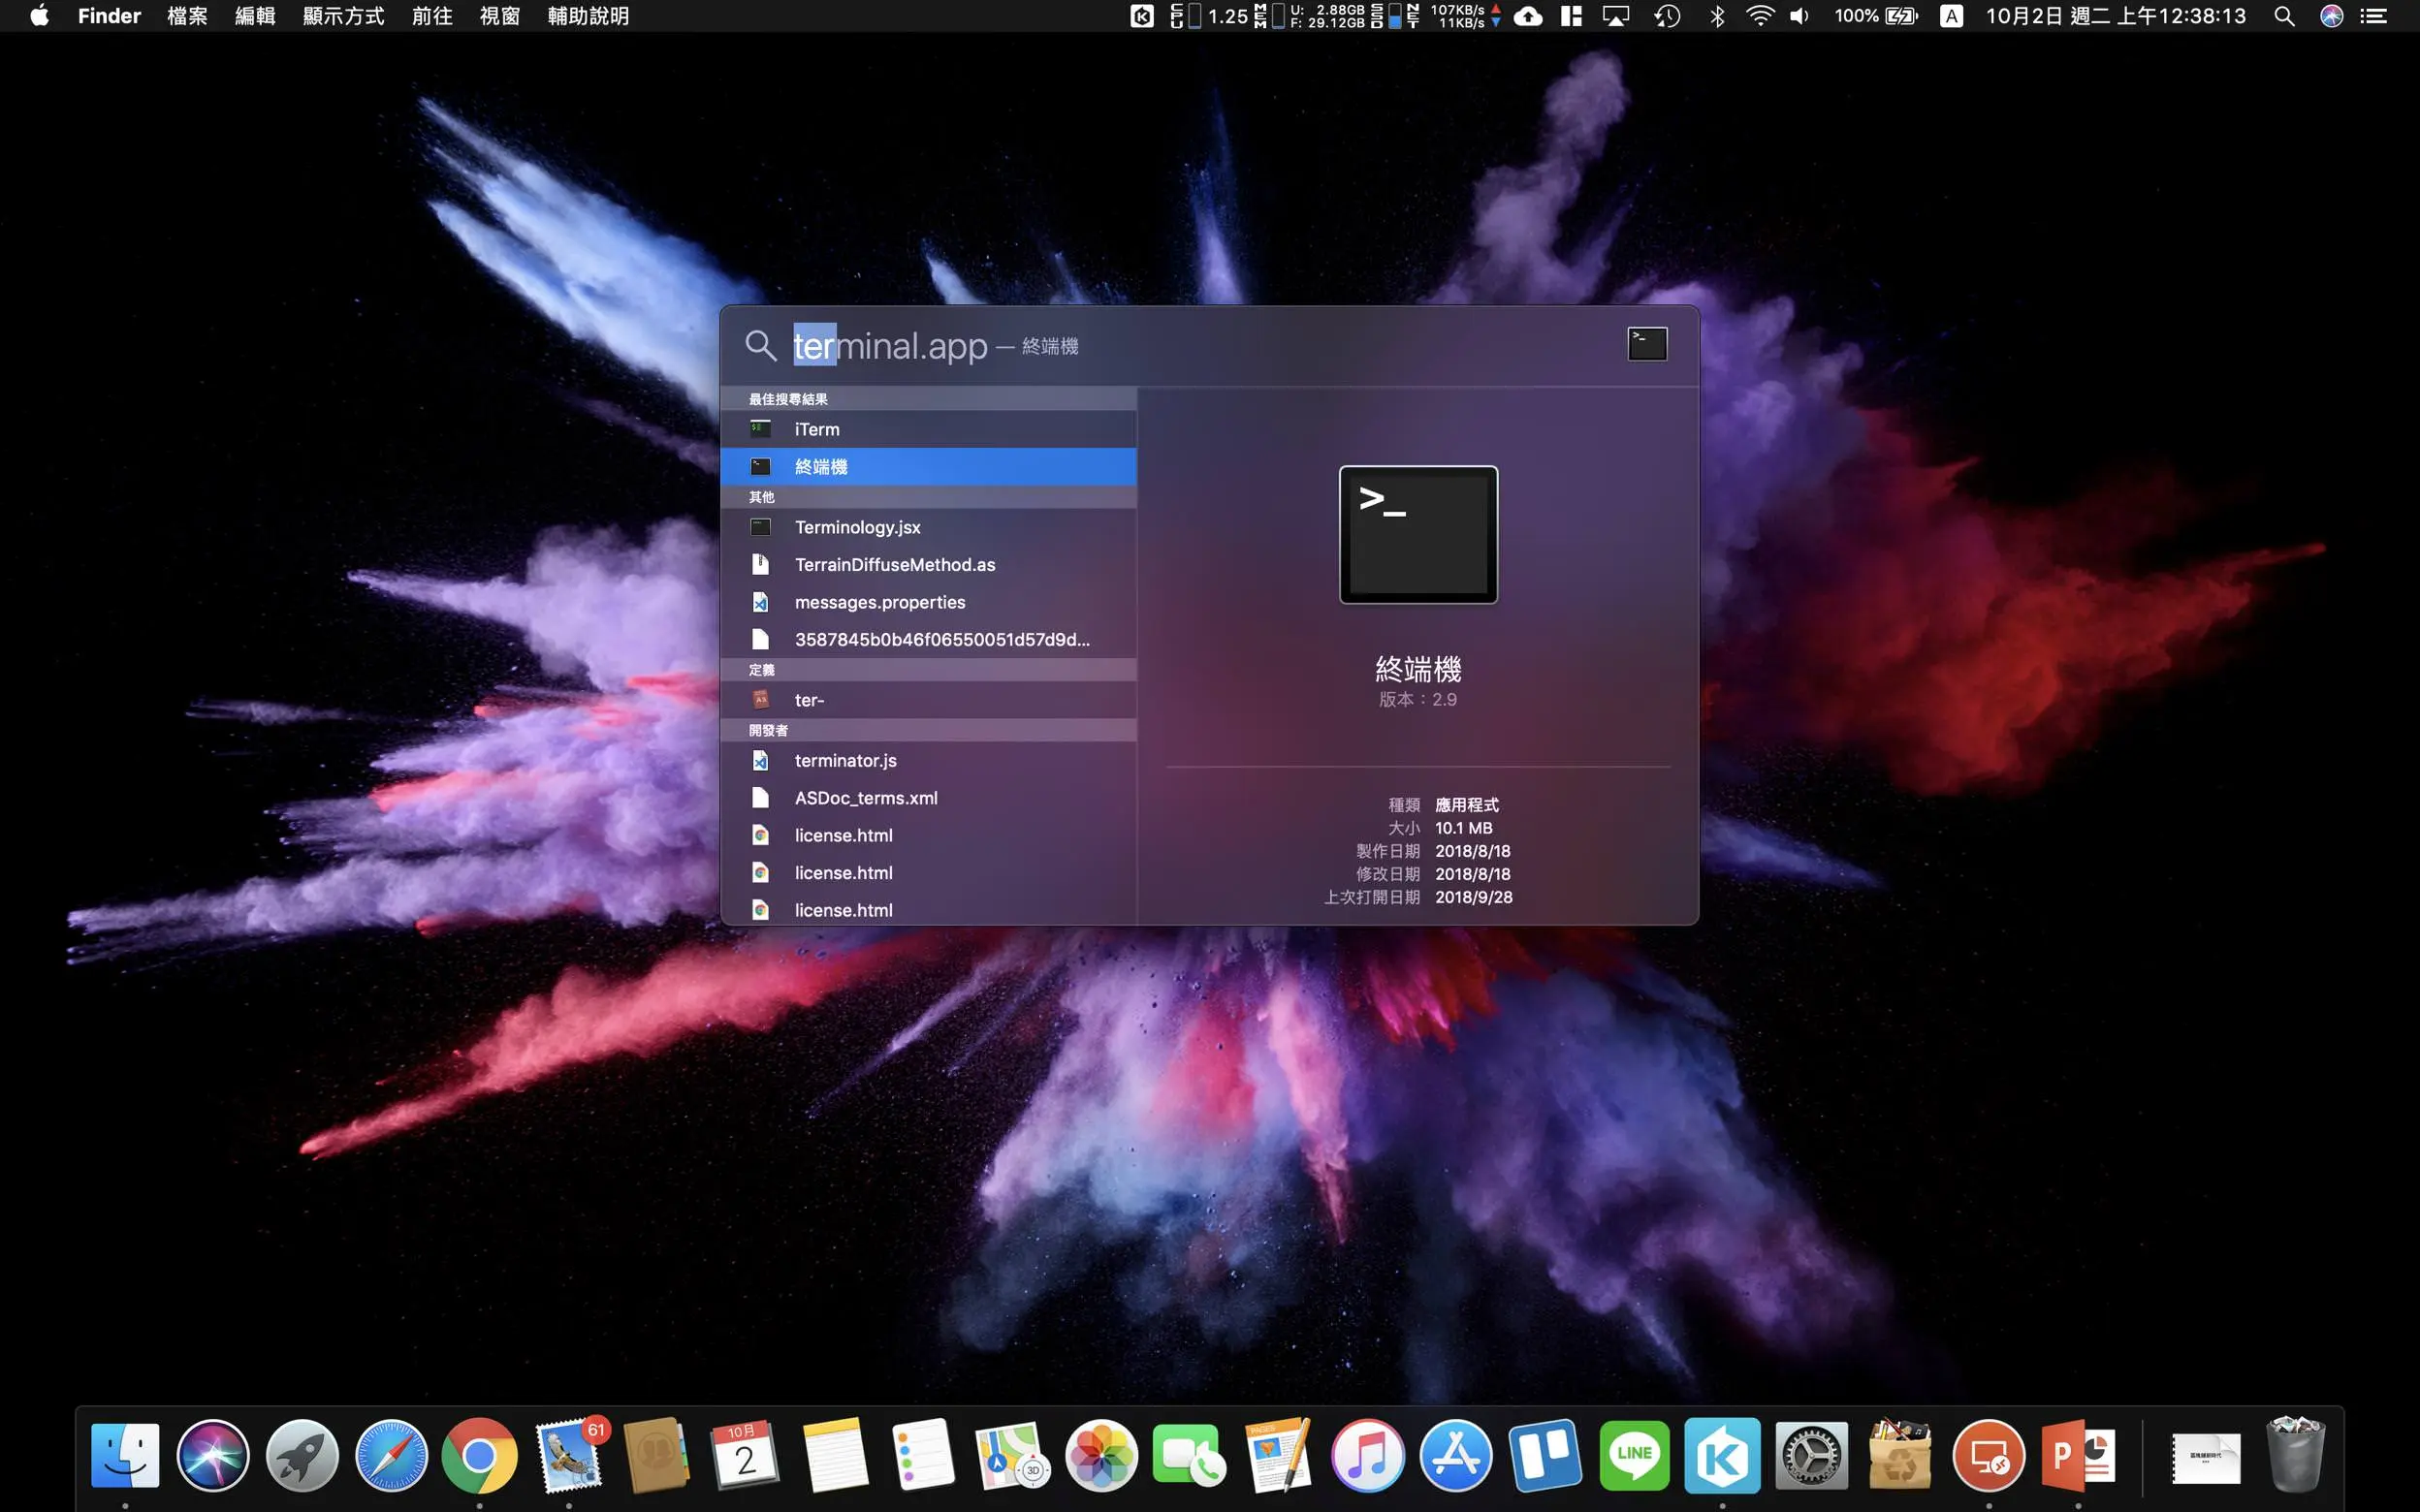 Finder 檔案 編輯 顯示方式 前往 視窗 輔助說明 CPU 1.25 MEM U: 2.88GB F: 29.12GB SSD NET 107KB/s 11KB/s 100% A 10月2日 週二 上午12:38:13
terminal.app — 終端機
最佳搜尋結果
iTerm
終端機
其他
Terminology.jsx
TerrainDiffuseMethod.as
messages.properties
3587845b0b46f06550051d57d9d...
定義
ter-
開發者
terminator.js
ASDoc_terms.xml
license.html
license.html
license.html
>_
終端機
版本：2.9
種類 應用程式
大小 10.1 MB
製作日期 2018/8/18
修改日期 2018/8/18
上次打開日期 2018/9/28
61
10月
2
3D
PAGES
LINE
K
P